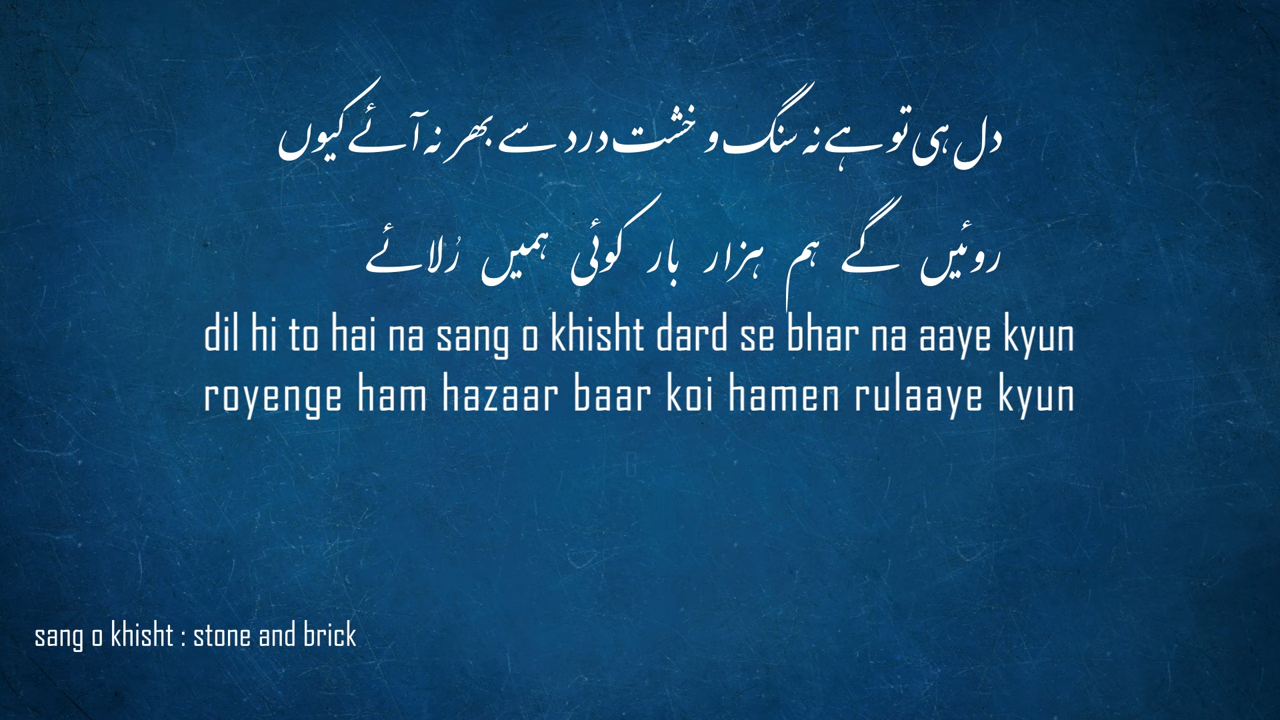 دل ہی تو ہے نہ سنگ و خشت درد سے بھر نہ آئے کیوں
روئیں گے ہم ہزار بار کوئی ہمیں رُلائے
dil hi to hai na sang o khisht dard se bhar na aaye kyun
royenge ham hazaar baar koi hamen rulaaye kyun
G
sang o khisht : stone and brick